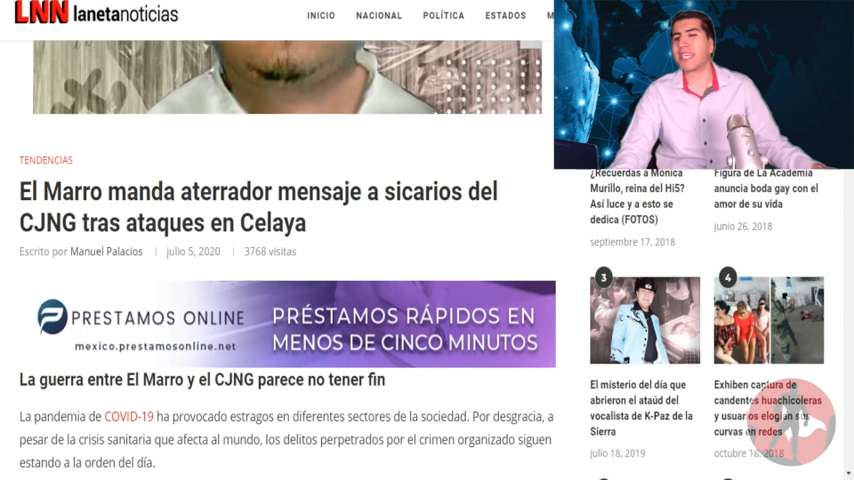 LNN lanetanoticias
INICIO NACIONAL POLÍTICA ESTADOS M
TENDENCIAS
El Marro manda aterrador mensaje a sicarios del
CJNG tras ataques en Celaya
Escrito por Manuel Palacios julio 5, 2020 3768 visitas
PRESTAMOS ONLINE
mexico.prestamosonline.net
PRÉSTAMOS RÁPIDOS EN
MENOS DE CINCO MINUTOS
La guerra entre El Marro y el CJNG parece no tener fin
La pandemia de COVID-19 ha provocado estragos en diferentes sectores de la sociedad. Por desgracia, a
pesar de la crisis sanitaria que afecta al mundo, los delitos perpetrados por el crimen organizado siguen
estando a la orden del día.
¿Recuerdas a Mónica
Murillo, reina del Hi5?
Así luce y a esto se
dedica (FOTOS)
septiembre 17, 2018
Figura de La Academia
anuncia boda gay con el
amor de su vida
junio 26, 2018
3
El misterio del día que
abrieron el ataúd del
vocalista de K-Paz de la
Sierra
julio 18, 2019
4
Exhiben captura de
candentes huachicoleras
y usuarios elogian sus
curvas en redes
octubre 18, 2018